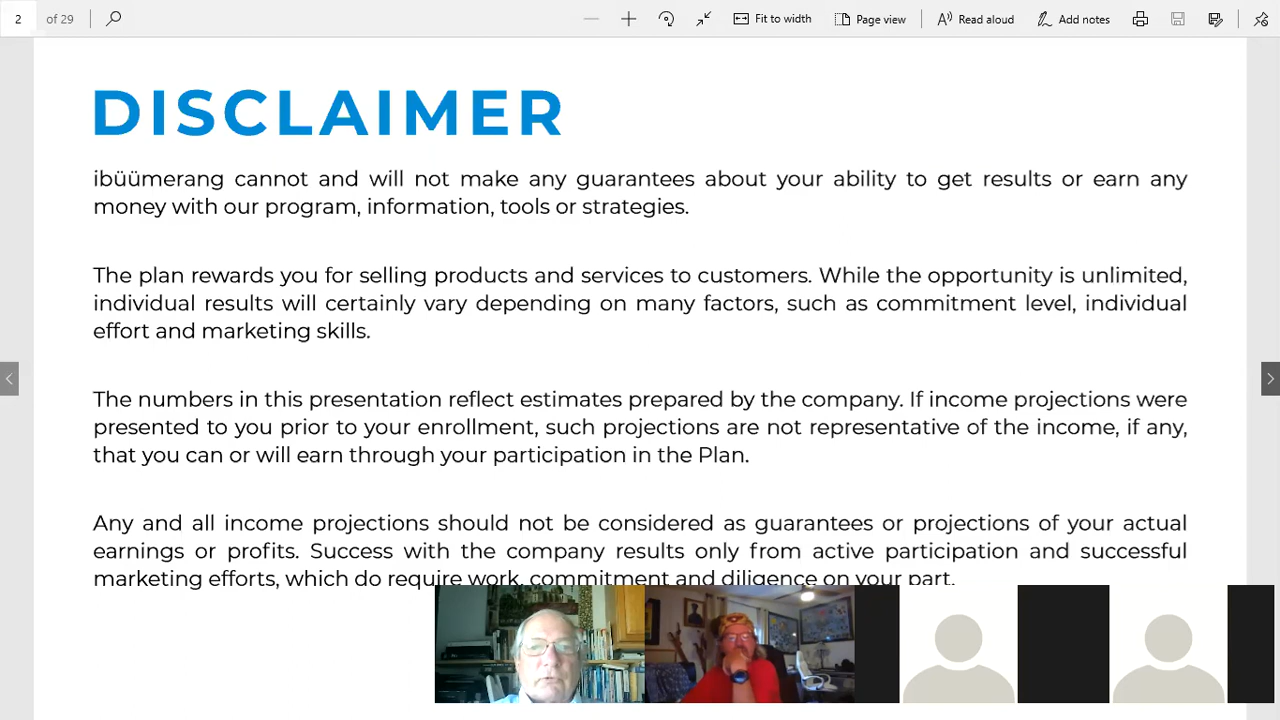 2 of 29 Fit to width Page view Read aloud Add notes
DISCLAIMER
ibüümerang cannot and will not make any guarantees about your ability to get results or earn any
money with our program, information, tools or strategies.
The plan rewards you for selling products and services to customers. While the opportunity is unlimited,
individual results will certainly vary depending on many factors, such as commitment level, individual
effort and marketing skills.
The numbers in this presentation reflect estimates prepared by the company. If income projections were
presented to you prior to your enrollment, such projections are not representative of the income, if any,
that you can or will earn through your participation in the Plan.
Any and all income projections should not be considered as guarantees or projections of your actual
earnings or profits. Success with the company results only from active participation and successful
marketing efforts, which do require work, commitment and diligence on your part.